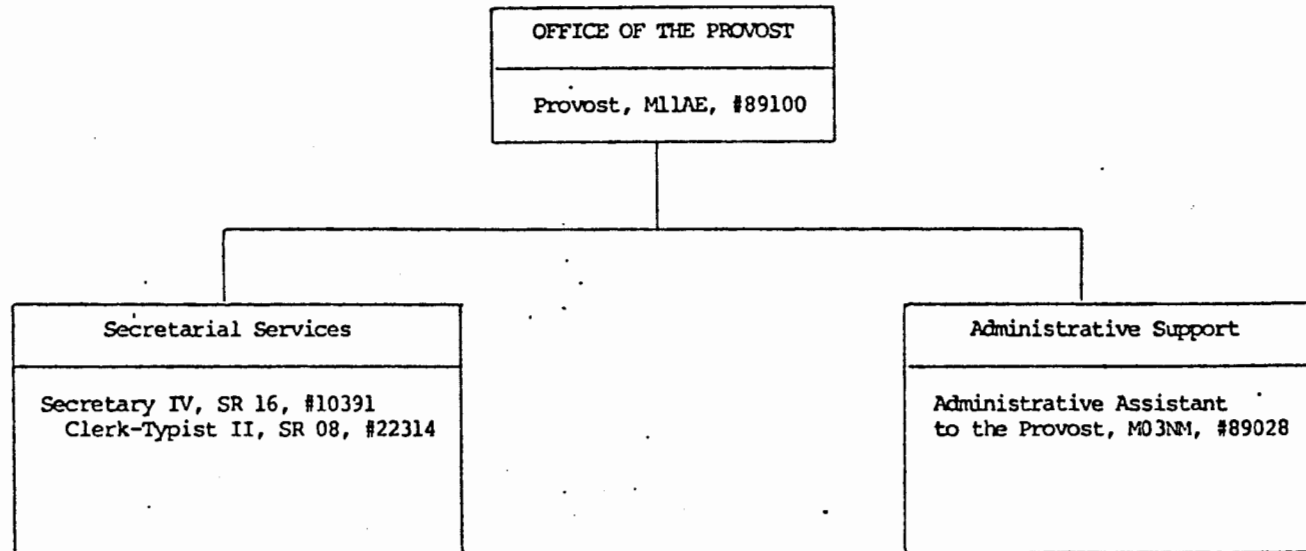 OFFICE OF THE PROVOST
Provost, M11AE, #89100
Secretarial Services
Secretary IV, SR 16, #10391
Clerk-Typist II, SR 08, #22314
Administrative Support
Administrative Assistant
to the Provost, M03NM, #89028